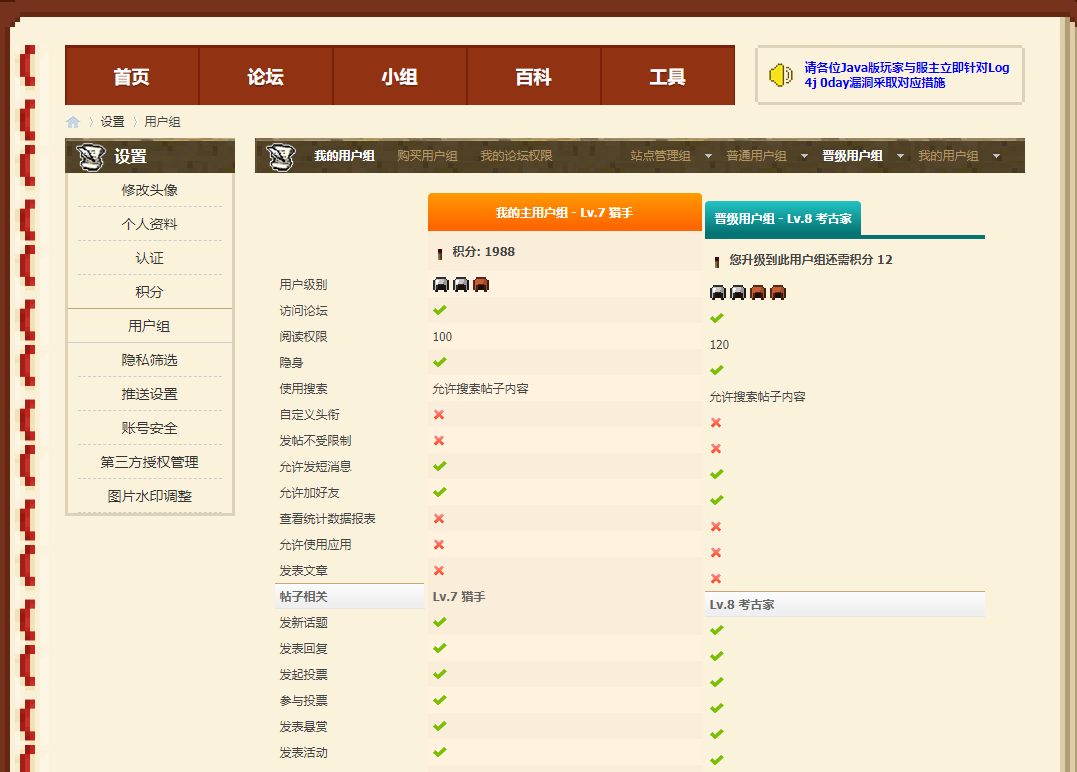 首页 论坛 小组 百科 工具
请各位Java版玩家与服主立即针对Log
4j 0day漏洞采取对应措施
设置 用户组
设置
修改头像
个人资料
认证
积分
用户组
隐私筛选
推送设置
账号安全
第三方授权管理
图片水印调整
我的用户组 购买用户组 我的论坛权限 站点管理组 普通用户组 晋级用户组 我的用户组
我的主用户组 - Lv.7 猎手 晋级用户组 - Lv.8 考古家
积分: 1988 您升级到此用户组还需积分 12
用户级别
访问论坛
阅读权限 100 120
隐身
使用搜索 允许搜索帖子内容 允许搜索帖子内容
自定义头衔
发帖不受限制
允许发短消息
允许加好友
查看统计数据报表
允许使用应用
发表文章
帖子相关 Lv.7 猎手 Lv.8 考古家
发新话题
发表回复
发起投票
参与投票
发表悬赏
发表活动